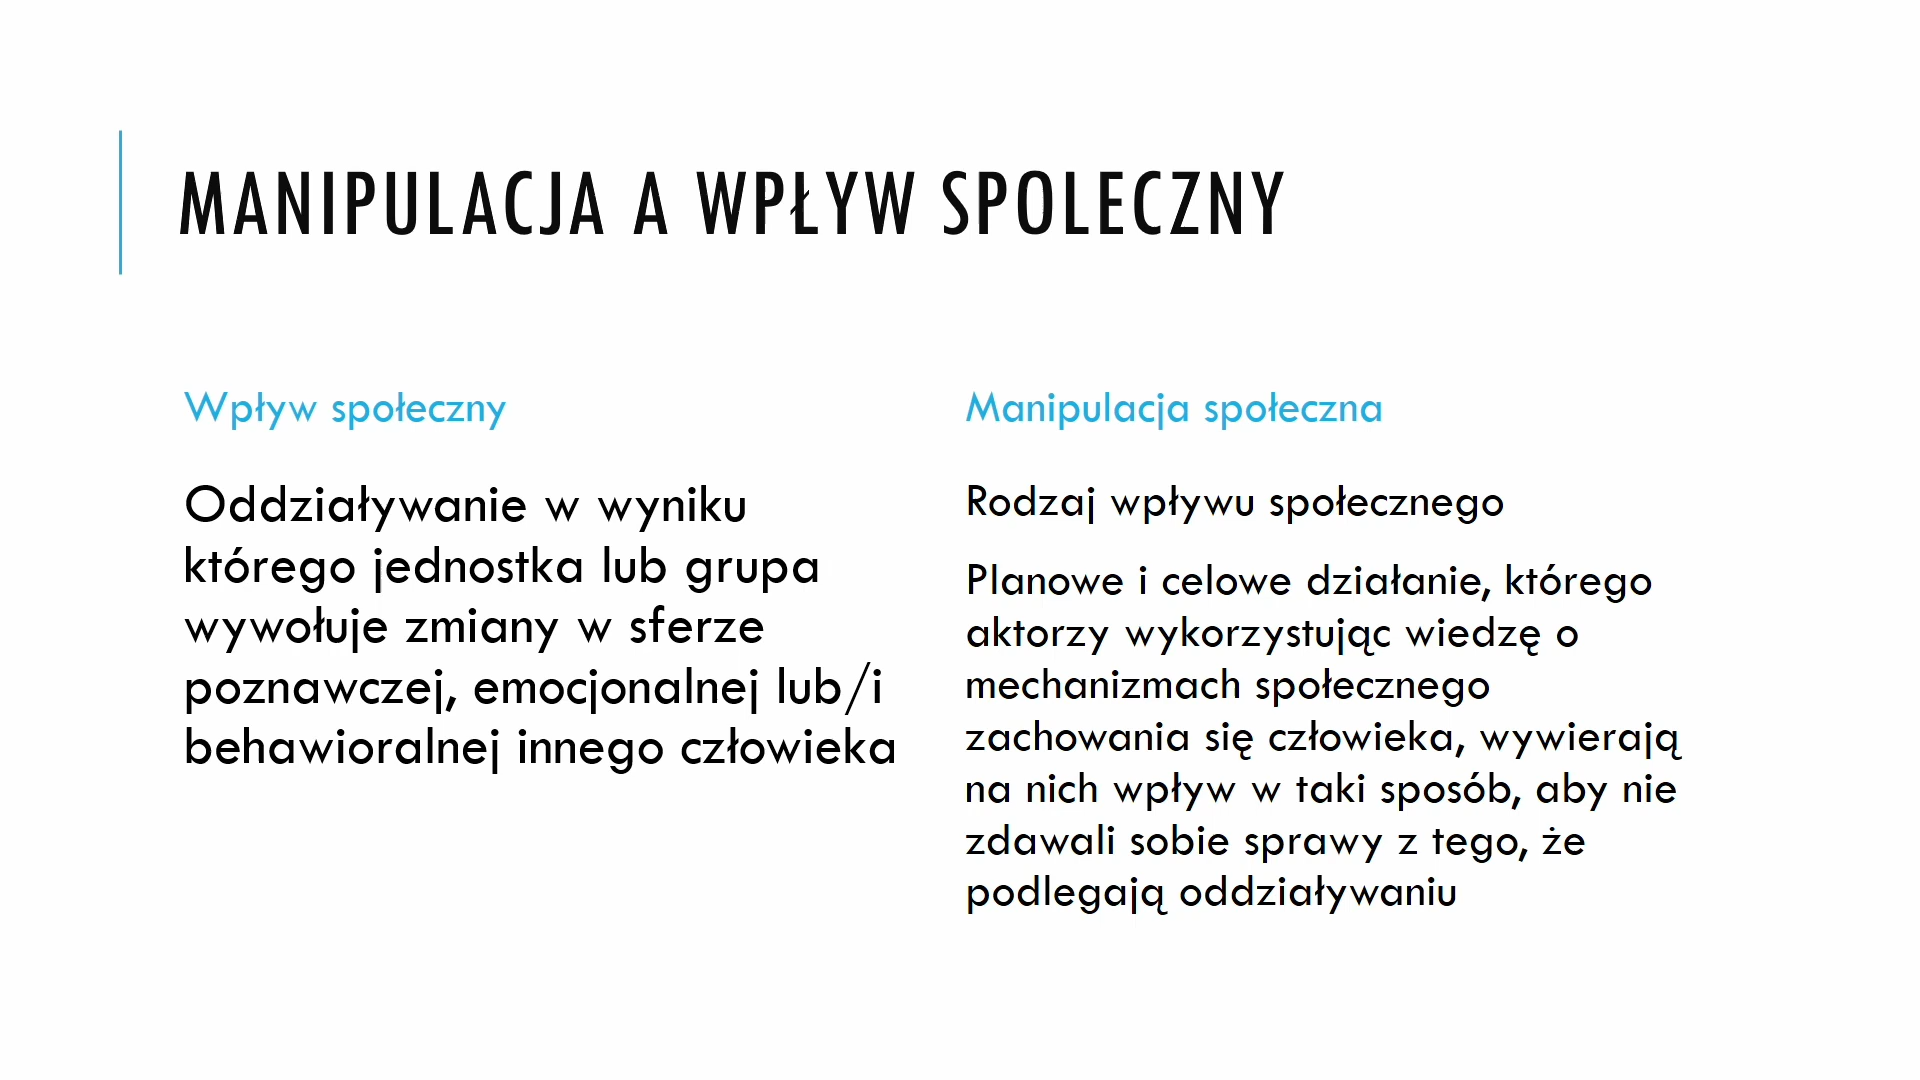 MANIPULACJA A WPŁYW SPOLECZNY
Wpływ społeczny
Oddziaływanie w wyniku
którego jednostka lub grupa
wywołuje zmiany w sferze
poznawczej, emocjonalnej lub/i
behawioralnej innego człowieka
Manipulacja społeczna
Rodzaj wpływu społecznego
Planowe i celowe działanie, którego
aktorzy wykorzystując wiedzę o
mechanizmach społecznego
zachowania się człowieka, wywierają
na nich wpływ w taki sposób, aby nie
zdawali sobie sprawy z tego, że
podlegają oddziaływaniu